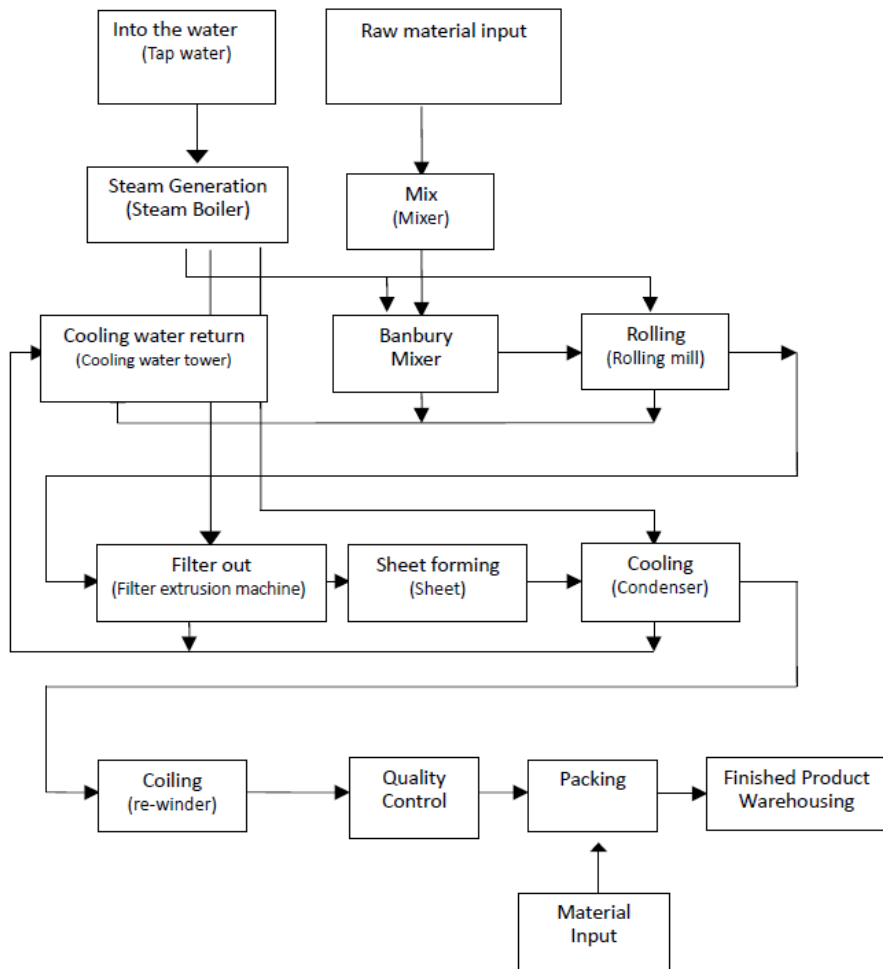 Into the water
(Tap water)
Raw material input
Steam Generation
(Steam Boiler)
Mix
(Mixer)
Cooling water return
(Cooling water tower)
Banbury
Mixer
Rolling
(Rolling mill)
Filter out
(Filter extrusion machine)
Sheet forming
(Sheet)
Cooling
(Condenser)
Coiling
(re-winder)
Quality
Control
Packing
Finished Product
Warehousing
Material
Input